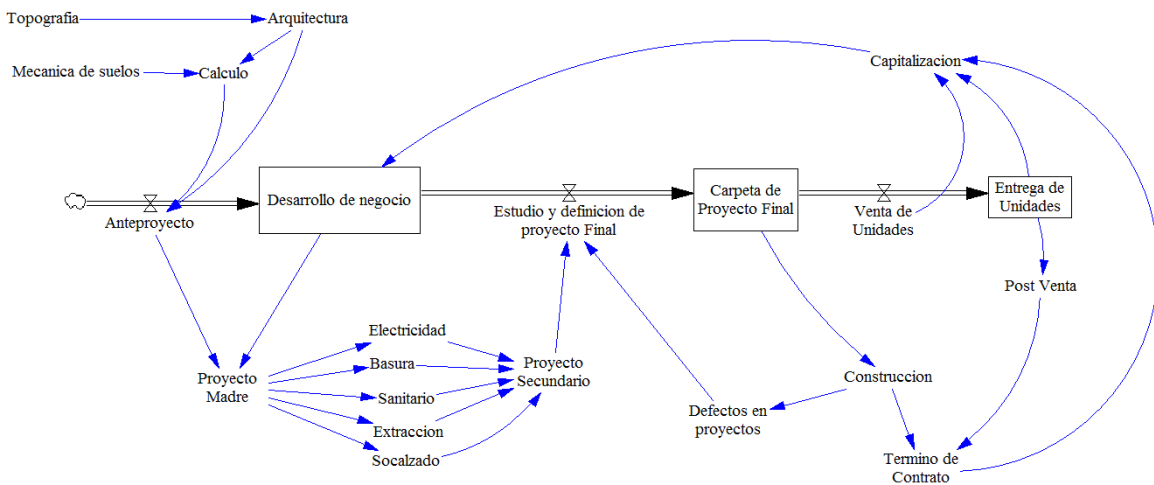 Topografia
Arquitectura
Mecanica de suelos
Calculo
Capitalizacion
Anteproyecto
Desarrollo de negocio
Estudio y definicion de
proyecto Final
Carpeta de
Proyecto Final
Venta de
Unidades
Entrega de
Unidades
Post Venta
Proyecto
Madre
Electricidad
Basura
Sanitario
Extraccion
Socalzado
Proyecto
Secundario
Defectos en
proyectos
Construccion
Termino de
Contrato